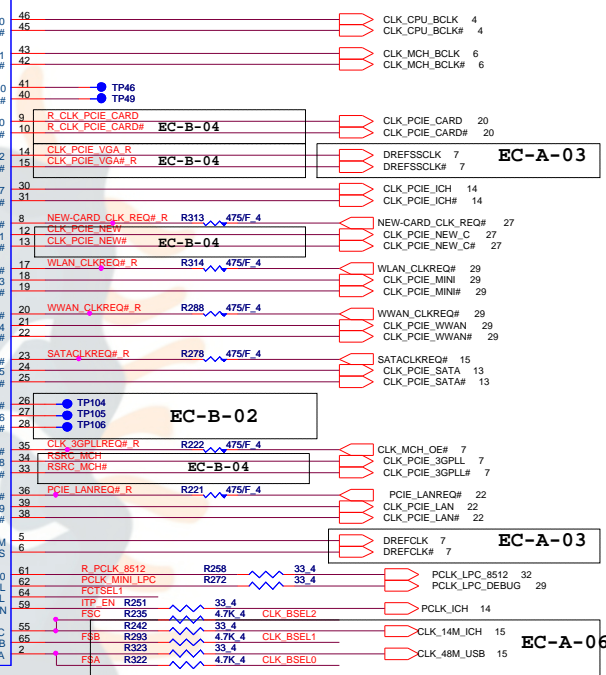 46 CLK_CPU_BCLK 4
45 CLK_CPU_BCLK# 4
43 CLK_MCH_BCLK 6
42 CLK_MCH_BCLK# 6
41 TP46
40 TP49
9 R_CLK_PCIE_CARD CLK_PCIE_CARD 20
10 R_CLK_PCIE_CARD# EC-B-04 CLK_PCIE_CARD# 20
14 CLK_PCIE_VGA_R DREFSSCLK 7 EC-A-03
15 CLK_PCIE_VGA#_R EC-B-04 DREFSSCLK# 7
30 CLK_PCIE_ICH 14
31 CLK_PCIE_ICH# 14
8 NEW-CARD_CLK_REQ#_R R313 475/F_4 NEW-CARD_CLK_REQ# 27
12 CLK_PCIE_NEW CLK_PCIE_NEW_C 27
13 CLK_PCIE_NEW# EC-B-04 CLK_PCIE_NEW_C# 27
17 WLAN_CLKREQ#_R R314 475/F_4 WLAN_CLKREQ# 29
18 CLK_PCIE_MINI 29
19 CLK_PCIE_MINI# 29
20 WWAN_CLKREQ#_R R288 475/F_4 WWAN_CLKREQ# 29
21 CLK_PCIE_WWAN 29
22 CLK_PCIE_WWAN# 29
23 SATACLKREQ_R R278 475/F_4 SATACLKREQ# 15
24 CLK_PCIE_SATA 13
25 CLK_PCIE_SATA# 13
26 TP104
27 TP105 EC-B-02
28 TP106
35 CLK_3GPLLREQ#_R R222 475/F_4 CLK_MCH_OE# 7
34 RSRC_MCH CLK_PCIE_3GPLL 7
33 RSRC_MCH# EC-B-04 CLK_PCIE_3GPLL# 7
36 PCIE_LANREQ#_R R221 475/F_4 PCIE_LANREQ# 22
39 CLK_PCIE_LAN 22
38 CLK_PCIE_LAN# 22
5 DREFCLK 7 EC-A-03
6 DREFCLK# 7
61 R_PCLK_8512 R258 33_4 PCLK_LPC_8512 32
62 PCLK_MINI_LPC R272 33_4 PCLK_LPC_DEBUG 29
64 FCTSEL1
59 ITP_EN R251 33_4 PCLK_ICH 14
FSC R235 4.7K_4 CLK_BSEL2
55 R242 33_4 CLK_14M_ICH 15
65 FSB R293 4.7K_4 CLK_BSEL1 EC-A-06
2 R323 33_4 CLK_48M_USB 15
FSA R322 4.7K_4 CLK_BSEL0